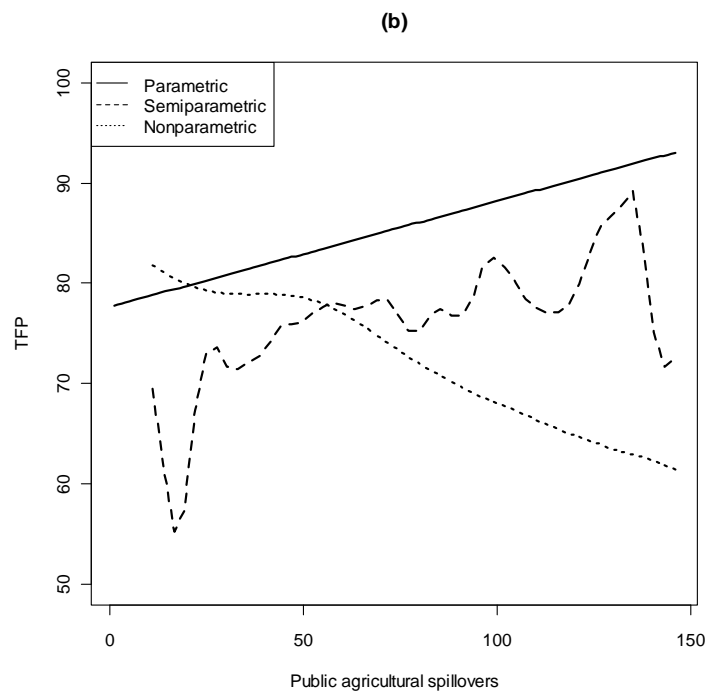 (b)
Parametric
Semiparametric
Nonparametric
100
90
80
70
60
50
TFP
0 50 100 150
Public agricultural spillovers